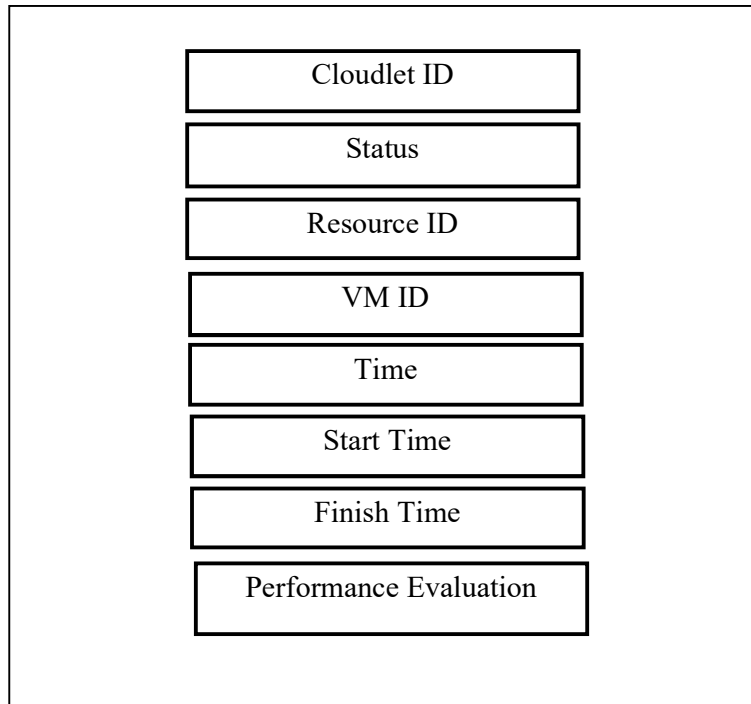 Cloudlet ID
Status
Resource ID
VM ID
Time
Start Time
Finish Time
Performance Evaluation